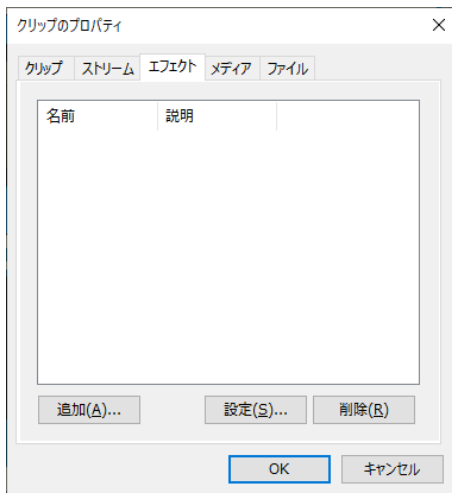 クリップのプロパティ
クリップ ストリーム エフェクト メディア ファイル
名前 説明
追加(A)... 設定(S)... 削除(R)
OK キャンセル